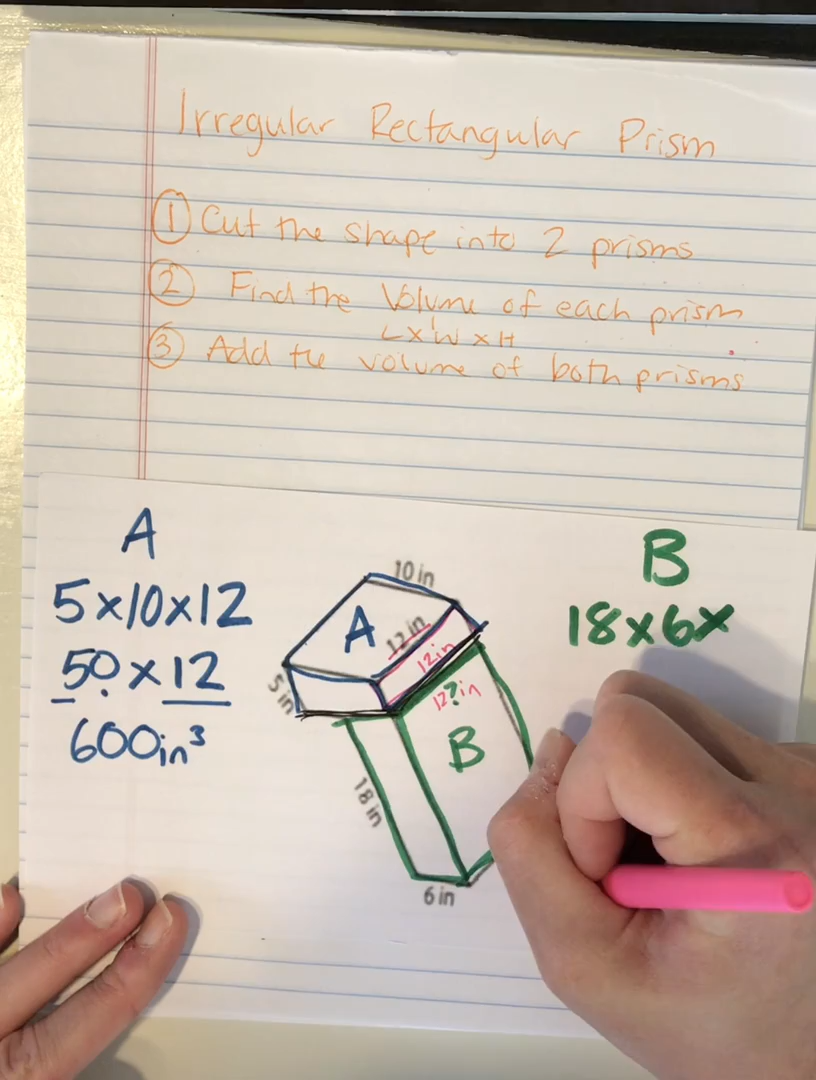 Irregular Rectangular Prism
① Cut the shape into 2 prisms
② Find the Volume of each prism
L x W x H
③ Add the volume of both prisms
A
5x10x12
50 x 12
600in³
10 in
A
12 in
12in
5 in
12?in
B
18 in
6 in
B
18x6x